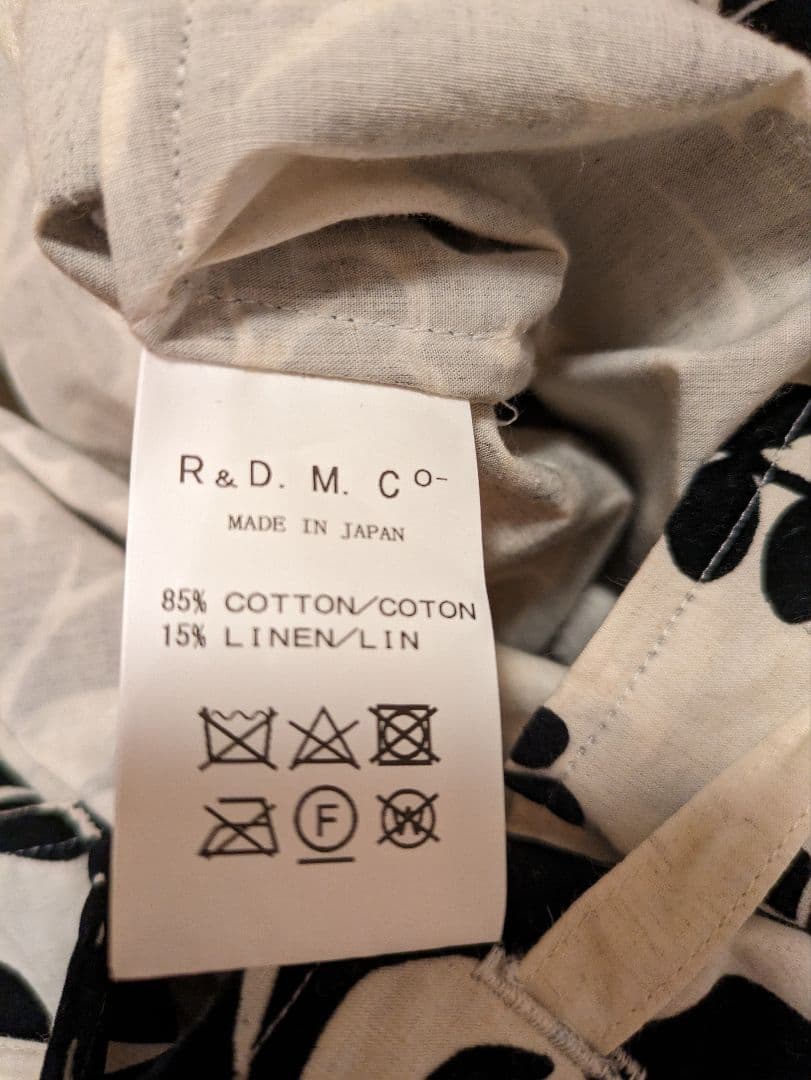 R & D. M. Co-
MADE IN JAPAN
85% COTTON/COTON
15% LINEN/LIN
F W